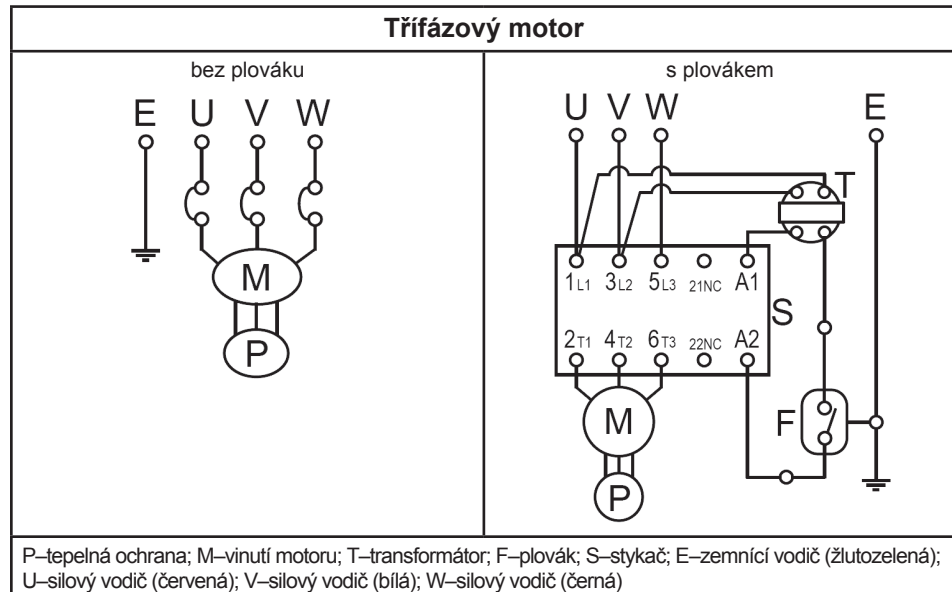 Třífázový motor
bez plováku
E U V W
M
P
s plovákem
U V W E
T
1L1 3L2 5L3 21NC A1
S
2T1 4T2 6T3 22NC A2
M
F
P
P–tepelná ochrana; M–vinutí motoru; T–transformátor; F–plovák; S–stykač; E–zemnící vodič (žlutozelená);
U–silový vodič (červená); V–silový vodič (bílá); W–silový vodič (černá)